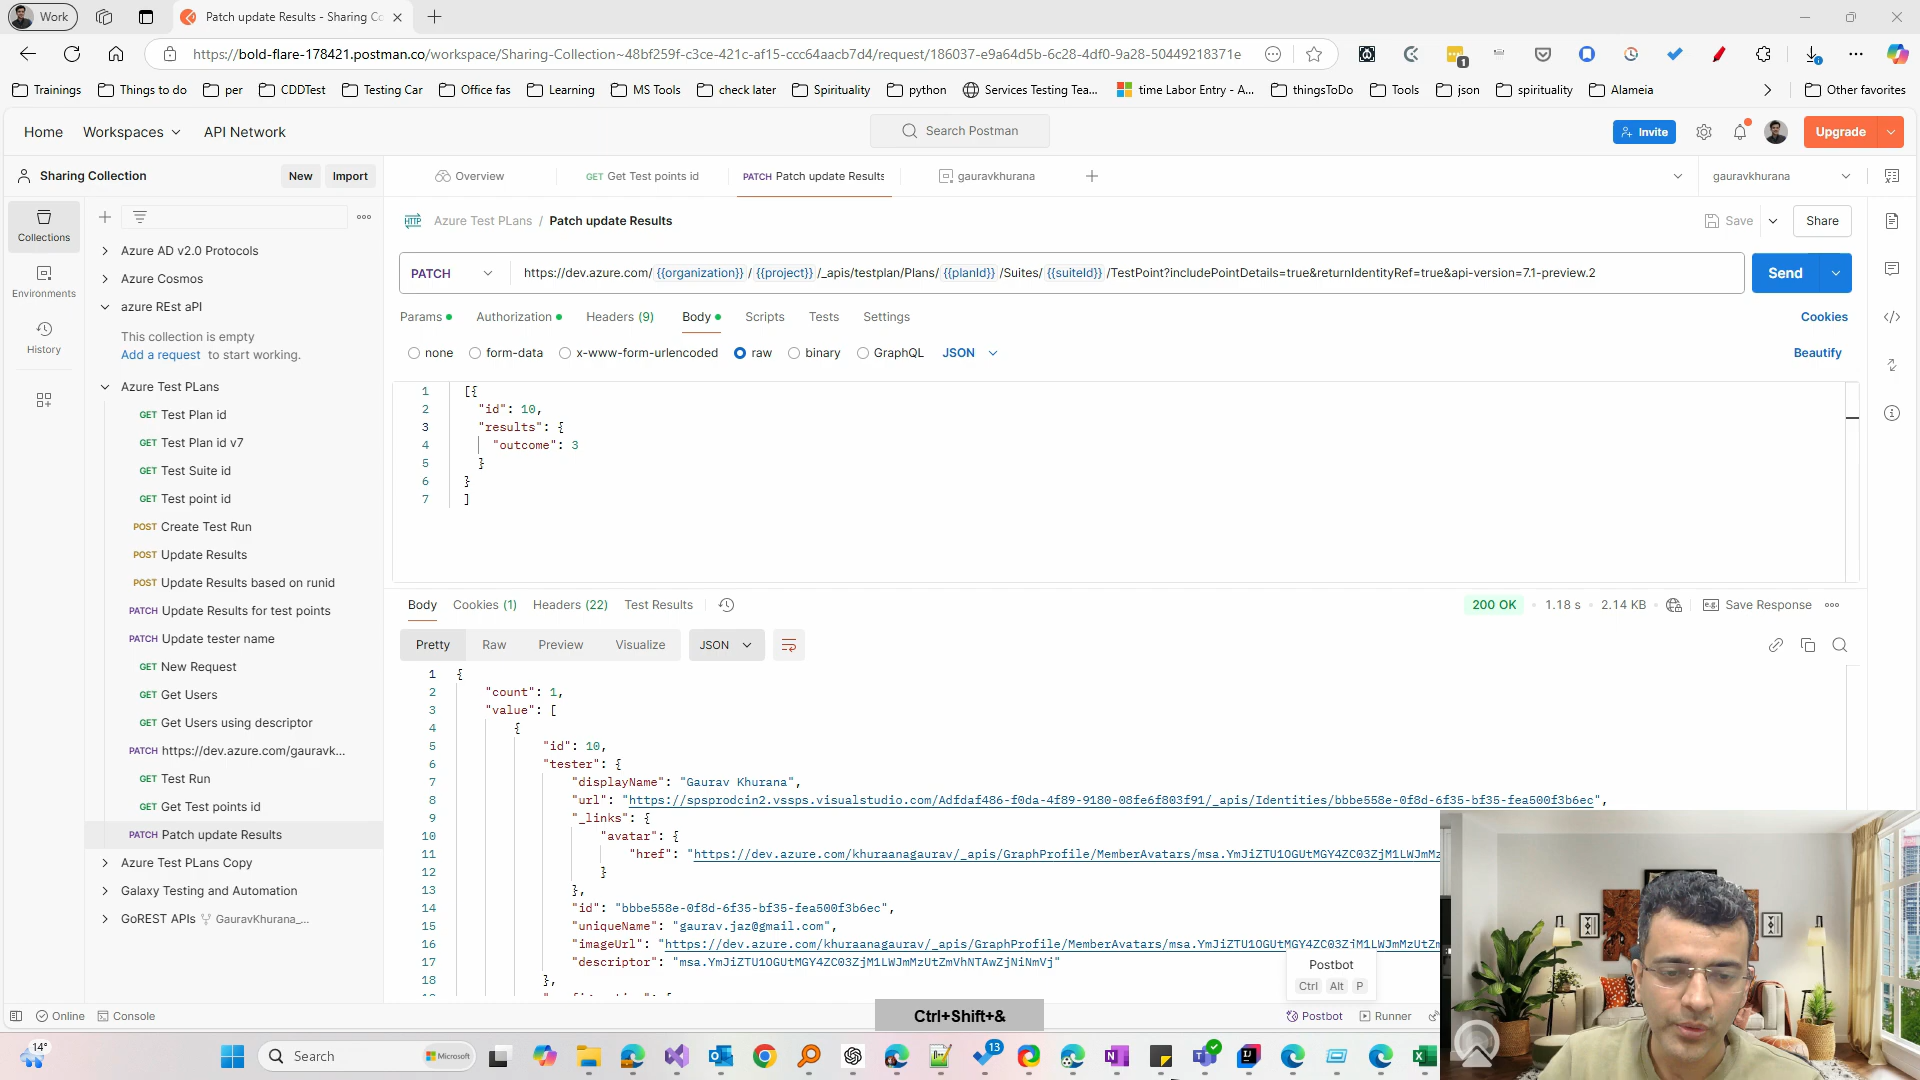 Work
Patch update Results - Sharing Co
https://bold-flare-178421.postman.co/workspace/Sharing-Collection~48bf259f-c3ce-421c-af15-ccc64aacb7d4/request/186037-e9a64d5b-6c28-4df0-9a28-50449218371e
1
Trainings
Things to do
per
CDDTest
Testing Car
Office fas
Learning
MS Tools
check later
Spirituality
python
Services Testing Tea...
time Labor Entry - A...
thingsToDo
Tools
json
spirituality
Alameia
Other favorites
Home
Workspaces
API Network
Search Postman
Invite
Upgrade
Sharing Collection
New
Import
Overview
GET Get Test points id
PATCH Patch update Results
gauravkhurana
gauravkhurana
Collections
Environments
History
Azure AD v2.0 Protocols
Azure Cosmos
azure REst aPI
This collection is empty
Add a request to start working.
Azure Test PLans
GET Test Plan id
GET Test Plan id v7
GET Test Suite id
GET Test point id
POST Create Test Run
POST Update Results
POST Update Results based on runid
PATCH Update Results for test points
PATCH Update tester name
GET New Request
GET Get Users
GET Get Users using descriptor
PATCH https://dev.azure.com/gauravk...
GET Test Run
GET Get Test points id
PATCH Patch update Results
Azure Test PLans Copy
Galaxy Testing and Automation
GoREST APIs GauravKhurana_...
HTTP Azure Test PLans / Patch update Results
Save
Share
PATCH
https://dev.azure.com/ {{organization}} / {{project}} /_apis/testplan/Plans/ {{planId}} /Suites/ {{suiteId}} /TestPoint?includePointDetails=true&returnIdentityRef=true&api-version=7.1-preview.2
Send
Params
Authorization
Headers (9)
Body
Scripts
Tests
Settings
Cookies
none
form-data
x-www-form-urlencoded
raw
binary
GraphQL
JSON
Beautify
1 [{
2 "id": 10,
3 "results": {
4 "outcome": 3
5 }
6 }
7 ]
Body
Cookies (1)
Headers (22)
Test Results
200 OK
1.18 s
2.14 KB
e.g. Save Response
Pretty
Raw
Preview
Visualize
JSON
1 {
2 "count": 1,
3 "value": [
4 {
5 "id": 10,
6 "tester": {
7 "displayName": "Gaurav Khurana",
8 "url": "https://spsprodcin2.vssps.visualstudio.com/Adfdaf486-f0da-4f89-9180-08fe6f803f91/_apis/Identities/bbbe558e-0f8d-6f35-bf35-fea500f3b6ec",
9 "_links": {
10 "avatar": {
11 "href": "https://dev.azure.com/khuraanagaurav/_apis/GraphProfile/MemberAvatars/msa.YmJiZTU1OGUtMGY4ZC03ZjM1LWJmMz
12 }
13 },
14 "id": "bbbe558e-0f8d-6f35-bf35-fea500f3b6ec",
15 "uniqueName": "gaurav.jaz@gmail.com",
16 "imageUrl": "https://dev.azure.com/khuraanagaurav/_apis/GraphProfile/MemberAvatars/msa.YmJiZTU1OGUtMGY4ZC03ZjM1LWJmMzUtZm
17 "descriptor": "msa.YmJiZTU1OGUtMGY4ZC03ZjM1LWJmMzUtZmVhNTAwZjNiNmVj"
18 },
Postbot
Ctrl Alt P
Online
Console
Ctrl+Shift+&
Postbot
Runner
14°
Search
Microsoft
13